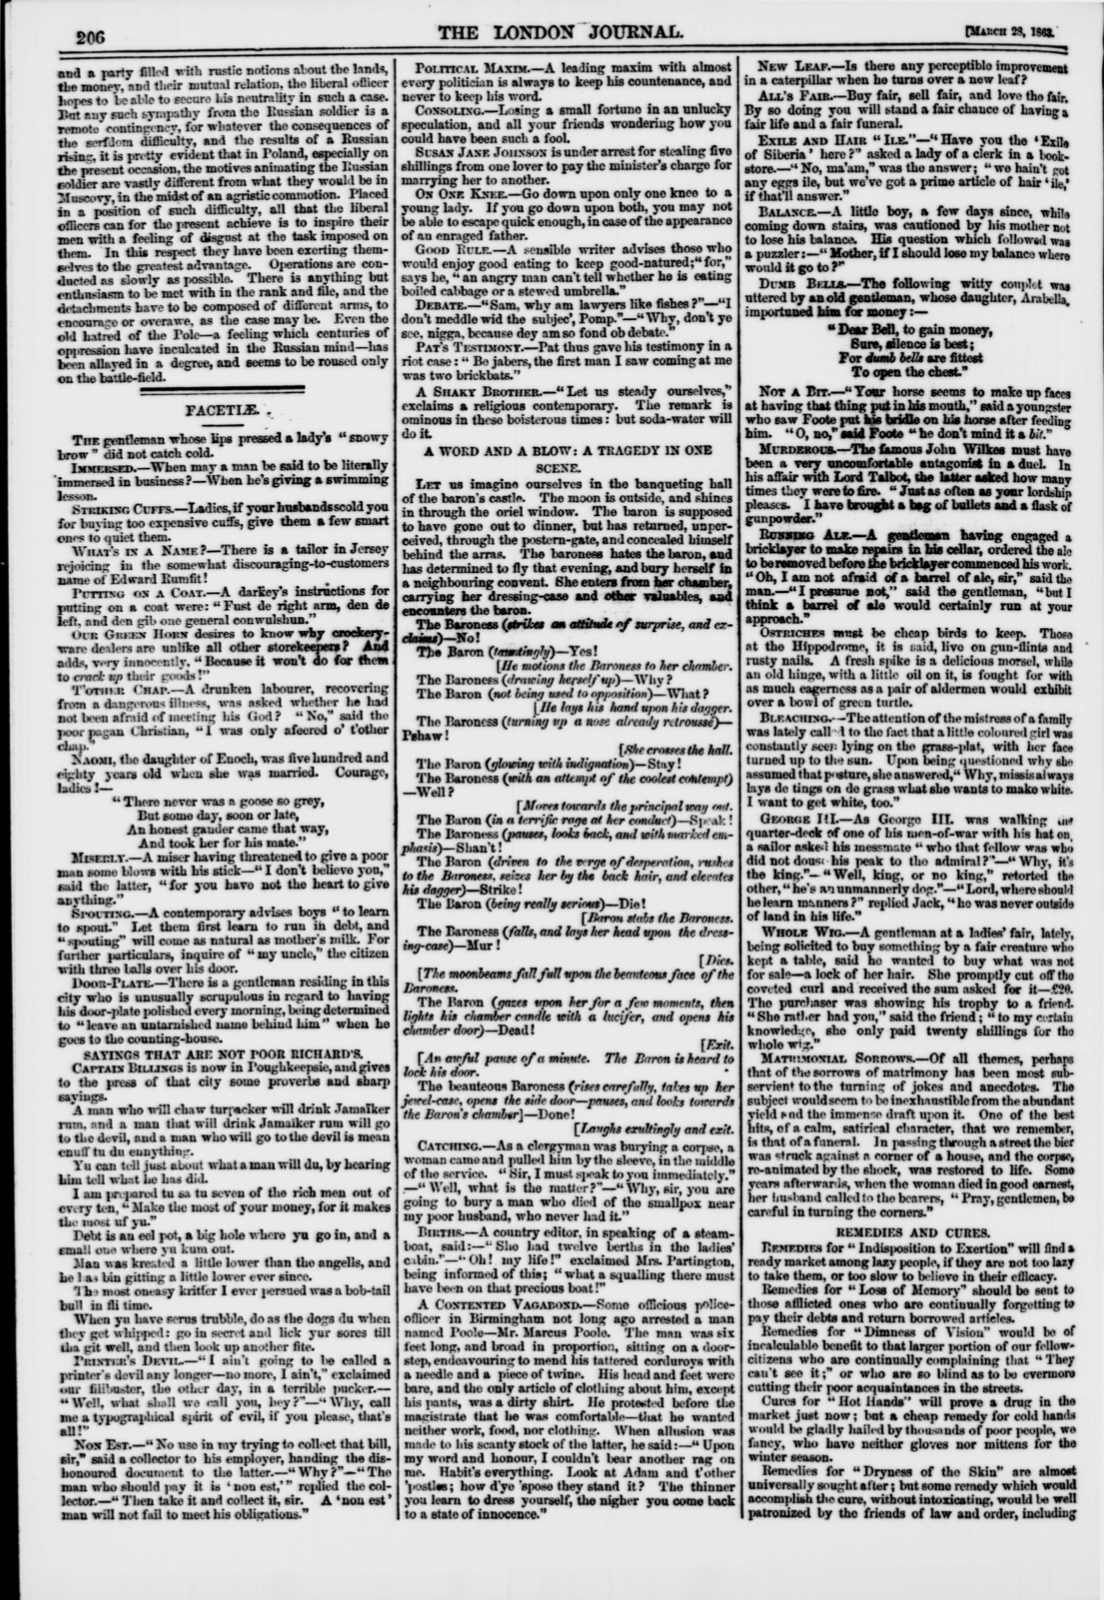 206
THE LONDON JOURNAL.
[MARCH 28, 1863.
and a party filled with rustic notions about the lands,
the money, and their mutual relation, the liberal officer
hopes to be able to secure his neutrality in such a case.
But any such sympathy from the Russian soldier is a
remote contingency, for whatever the consequences of
the serfdom difficulty, and the results of a Russian
rising, it is pretty evident that in Poland, especially on
the present occasion, the motives animating the Russian
soldier are vastly different from what they would be in
Muscovy, in the midst of an agristic commotion. Placed
in a position of such difficulty, all that the liberal
officers can for the present achieve is to inspire their
men with a feeling of disgust at the task imposed on
them. In this respect they have been exerting them-
selves to the greatest advantage. Operations are con-
ducted as slowly as possible. There is anything but
enthusiasm to be met with in the rank and file, and the
detachments have to be composed of different arms, to
encourage or overawe, as the case may be. Even the
old hatred of the Pole—a feeling which centuries of
oppression have inculcated in the Russian mind—has
been allayed in a degree, and seems to be roused only
on the battle-field.
FACETIÆ.
THE gentleman whose lips pressed a lady's "snowy
brow" did not catch cold.
IMMERSED.—When may a man be said to be literally
immersed in business?—When he's giving a swimming
lesson.
STRIKING CUFFS.—Ladies, if your husbands scold you
for buying too expensive cuffs, give them a few smart
ones to quiet them.
WHAT'S IN A NAME?—There is a tailor in Jersey
rejoicing in the somewhat discouraging-to-customers
name of Edward Rumfit!
PUTTING ON A COAT.—A darkey's instructions for
putting on a coat were: "Fust de right arm, den de
left, and den gib one general conwulshun."
OUR GREEN HORN desires to know why crockery-
ware dealers are unlike all other storekeepers? And
adds, very innocently, "Because it won't do for them
to crack up their goods!"
T'OTHER CHAP.—A drunken labourer, recovering
from a dangerous illness, was asked whether he had
not been afraid of meeting his God? "No," said the
poor pagan Christian, "I was only afeered o' t'other
chap."
NAOMI, the daughter of Enoch, was five hundred and
eighty years old when she was married. Courage,
ladies!—
"There never was a goose so grey,
But some day, soon or late,
An honest gander came that way,
And took her for his mate."
MISERLY.—A miser having threatened to give a poor
man some blows with his stick—"I don't believe you,"
said the latter, "for you have not the heart to give
anything."
SPOUTING.—A contemporary advises boys "to learn
to spout." Let them first learn to run in debt, and
"spouting" will come as natural as mother's milk. For
further particulars, inquire of "my uncle," the citizen
with three balls over his door.
DOOR-PLATE.—There is a gentleman residing in this
city who is unusually scrupulous in regard to having
his door-plate polished every morning, being determined
to "leave an untarnished name behind him" when he
goes to the counting-house.
SAYINGS THAT ARE NOT POOR RICHARD'S.
CAPTAIN BILLINGS is now in Poughkeepsie, and gives
to the press of that city some proverbs and sharp
sayings.
A man who will chaw turpacker will drink Jamaiker
rum, and a man that will drink Jamaiker rum will go
to the devil, and a man who will go to the devil is mean
enuff tu du ennything.
Yu can tell just about what a man will du, by hearing
him tell what he has did.
I am prepared tu sa tu seven of the rich men out of
every ten, "Make the most of your money, for it makes
the most uf yu."
Debt is an eel pot, a big hole where yu go in, and a
small one where yu kum out.
Man was kreated a little lower than the angells, and
he has bin gitting a little lower ever since.
The most oneasy kritter I ever persued was a bob-tail
bull in fli time.
When yu have serus trubble, do as the dogs du when
they get whipped: go in secret and lick yur sores till
tha git well, and then look up another fite.
PRINTER'S DEVIL.—"I ain't going to be called a
printer's devil any longer—no more, I ain't," exclaimed
our filibuster, the other day, in a terrible pucker.—
"Well, what shall we call you, hey?"—"Why, call
me a typographical spirit of evil, if you please, that's
all!"
NON EST.—"No use in my trying to collect that bill,
sir," said a collector to his employer, handing the dis-
honoured document to the latter.—"Why?"—"The
man who should pay it is 'non est,'" replied the col-
lector.—"Then take it and collect it, sir. A 'non est'
man will not fail to meet his obligations."
POLITICAL MAXIM.—A leading maxim with almost
every politician is always to keep his countenance, and
never to keep his word.
CONSOLING.—Losing a small fortune in an unlucky
speculation, and all your friends wondering how you
could have been such a fool.
SUSAN JANE JOHNSON is under arrest for stealing five
shillings from one lover to pay the minister's charge for
marrying her to another.
ON ONE KNEE.—Go down upon only one knee to a
young lady. If you go down upon both, you may not
be able to escape quick enough, in case of the appearance
of an enraged father.
GOOD RULE.—A sensible writer advises those who
would enjoy good eating to keep good-natured; "for,"
says he, "an angry man can't tell whether he is eating
boiled cabbage or a stewed umbrella."
DEBATE.—"Sam, why am lawyers like fishes?"—"I
don't meddle wid the subjec', Pomp."—"Why, don't ye
see, nigga, because dey am so fond ob debate."
PAT'S TESTIMONY.—Pat thus gave his testimony in a
riot case: "Be jabers, the first man I saw coming at me
was two brickbats."
A SHAKY BROTHER.—"Let us steady ourselves,"
exclaims a religious contemporary. The remark is
ominous in these boisterous times: but soda-water will
do it.
A WORD AND A BLOW: A TRAGEDY IN ONE
SCENE.
LET us imagine ourselves in the banqueting hall
of the baron's castle. The moon is outside, and shines
in through the oriel window. The baron is supposed
to have gone out to dinner, but has returned, unper-
ceived, through the postern-gate, and concealed himself
behind the arras. The baroness hates the baron, and
has determined to fly that evening, and bury herself in
a neighbouring convent. She enters from her chamber,
carrying her dressing-case and other valuables, and
encounters the baron.
The Baroness (strikes an attitude of surprise, and ex-
claims)—No!
The Baron (tauntingly)—Yes!
[He motions the Baroness to her chamber.
The Baroness (drawing herself up)—Why?
The Baron (not being used to opposition)—What?
[He lays his hand upon his dagger.
The Baroness (turning up a nose already retroussé)—
Pshaw!
[She crosses the hall.
The Baron (glowing with indignation)—Stay!
The Baroness (with an attempt of the coolest contempt)
—Well?
[Moves towards the principal way out.
The Baron (in a terrific rage at her conduct)—Speak!
The Baroness (pauses, looks back, and with marked em-
phasis)—Shan't!
The Baron (driven to the verge of desperation, rushes
to the Baroness, seizes her by the back hair, and elevates
his dagger)—Strike!
The Baron (being really serious)—Die!
[Baron stabs the Baroness.
The Baroness (falls, and lays her head upon the dress-
ing-case)—Mur!
[Dies.
[The moonbeams fall full upon the beauteous face of the
Baroness.
The Baron (gazes upon her for a few moments, then
lights his chamber candle with a lucifer, and opens his
chamber door)—Dead!
[Exit.
[An awful pause of a minute. The Baron is heard to
lock his door.
The beauteous Baroness (rises carefully, takes up her
jewel-case, opens the side door—pauses, and looks towards
the Baron's chamber]—Done!
[Laughs exultingly and exit.
CATCHING.—As a clergyman was burying a corpse, a
woman came and pulled him by the sleeve, in the middle
of the service. "Sir, I must speak to you immediately."
—"Well, what is the matter?"—"Why, sir, you are
going to bury a man who died of the smallpox near
my poor husband, who never had it."
BIRTHS.—A country editor, in speaking of a steam-
boat, said:—"She had twelve berths in the ladies'
cabin."—"Oh! my life!" exclaimed Mrs. Partington,
being informed of this; "what a squalling there must
have been on that precious boat!"
A CONTENTED VAGABOND.—Some officious police-
officer in Birmingham not long ago arrested a man
named Poole—Mr. Marcus Poole. The man was six
feet long, and broad in proportion, sitting on a door-
step, endeavouring to mend his tattered corduroys with
a needle and a piece of twine. His head and feet were
bare, and the only article of clothing about him, except
his pants, was a dirty shirt. He protested before the
magistrate that he was comfortable—that he wanted
neither work, food, nor clothing. When allusion was
made to his scanty stock of the latter, he said:—"Upon
my word and honour, I couldn't bear another rag on
me. Habit's everything. Look at Adam and t'other
'postles; how d'ye 'spose they stand it? The thinner
you learn to dress yourself, the nigher you come back
to a state of innocence."
NEW LEAF.—Is there any perceptible improvement
in a caterpillar when he turns over a new leaf?
ALL'S FAIR.—Buy fair, sell fair, and love the fair.
By so doing you will stand a fair chance of having a
fair life and a fair funeral.
EXILE AND HAIR "ILE."—"Have you the 'Exile
of Siberia' here?" asked a lady of a clerk in a book-
store.—"No, ma'am," was the answer; "we hain't got
any eggs ile, but we've got a prime article of hair 'ile,'
if that'll answer."
BALANCE.—A little boy, a few days since, while
coming down stairs, was cautioned by his mother not
to lose his balance. His question which followed was
a puzzler:—"Mother, if I should lose my balance where
would it go to?"
DUMB BELLS.—The following witty couplet was
uttered by an old gentleman, whose daughter, Arabella,
importuned him for money:—
"Dear Bell, to gain money,
Sure, silence is best;
For dumb bells are fittest
To open the chest."
NOT A BIT.—"Your horse seems to make up faces
at having that thing put in his mouth," said a youngster
who saw Foote put his bridle on his horse after feeding
him. "O, no," said Foote "he don't mind it a bit."
MURDEROUS.—The famous John Wilkes must have
been a very uncomfortable antagonist in a duel. In
his affair with Lord Talbot, the latter asked how many
times they were to fire. "Just as often as your lordship
pleases. I have brought a bag of bullets and a flask of
gunpowder."
RUNNING ALE.—A gentleman having engaged a
bricklayer to make repairs in his cellar, ordered the ale
to be removed before the bricklayer commenced his work.
"Oh, I am not afraid of a barrel of ale, sir," said the
man.—"I presume not," said the gentleman, "but I
think a barrel of ale would certainly run at your
approach."
OSTRICHES must be cheap birds to keep. Those
at the Hippodrome, it is said, live on gun-flints and
rusty nails. A fresh spike is a delicious morsel, while
an old hinge, with a little oil on it, is fought for with
as much eagerness as a pair of aldermen would exhibit
over a bowl of green turtle.
BLEACHING.—The attention of the mistress of a family
was lately called to the fact that a little coloured girl was
constantly seen lying on the grass-plat, with her face
turned up to the sun. Upon being questioned why she
assumed that posture, she answered, "Why, missis always
lays de tings on de grass what she wants to make white.
I want to get white, too."
GEORGE III.—As George III. was walking the
quarter-deck of one of his men-of-war with his hat on,
a sailor asked his messmate "who that fellow was who
did not douse his peak to the admiral?"—"Why, it's
the king."—"Well, king, or no king," retorted the
other, "he's an unmannerly dog."—"Lord, where should
he learn manners?" replied Jack, "he was never outside
of land in his life."
WHOLE WIG.—A gentleman at a ladies' fair, lately,
being solicited to buy something by a fair creature who
kept a table, said he wanted to buy what was not
for sale—a lock of her hair. She promptly cut off the
coveted curl and received the sum asked for it—£20.
The purchaser was showing his trophy to a friend.
"She rather had you," said the friend; "to my certain
knowledge, she only paid twenty shillings for the
whole wig."
MATRIMONIAL SORROWS.—Of all themes, perhaps
that of the sorrows of matrimony has been most sub-
servient to the turning of jokes and anecdotes. The
subject would seem to be inexhaustible from the abundant
yield and the immense draft upon it. One of the best
hits, of a calm, satirical character, that we remember,
is that of a funeral. In passing through a street the bier
was struck against a corner of a house, and the corpse,
re-animated by the shock, was restored to life. Some
years afterwards, when the woman died in good earnest,
her husband called to the bearers, "Pray, gentlemen, be
careful in turning the corners."
REMEDIES AND CURES.
REMEDIES for "Indisposition to Exertion" will find a
ready market among lazy people, if they are not too lazy
to take them, or too slow to believe in their efficacy.
Remedies for "Loss of Memory" should be sent to
those afflicted ones who are continually forgetting to
pay their debts and return borrowed articles.
Remedies for "Dimness of Vision" would be of
incalculable benefit to that larger portion of our fellow-
citizens who are continually complaining that "They
can't see it;" or who are so blind as to be evermore
cutting their poor acquaintances in the streets.
Cures for "Hot Hands" will prove a drug in the
market just now; but a cheap remedy for cold hands
would be gladly hailed by thousands of poor people, we
fancy, who have neither gloves nor mittens for the
winter season.
Remedies for "Dryness of the Skin" are almost
universally sought after; but some remedy which would
accomplish the cure, without intoxicating, would be well
patronized by the friends of law and order, including